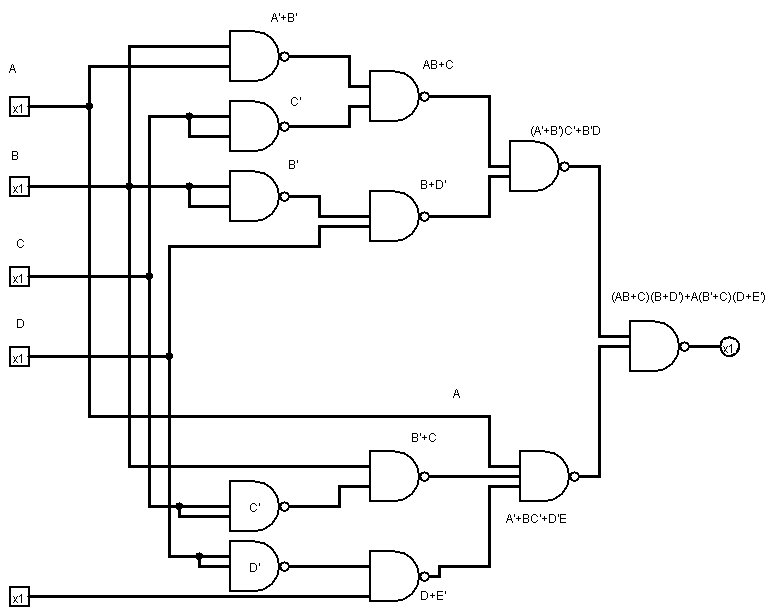 A'+B'
A
AB+C
x1
C'
(A'+B')C'+B'D
B
B'
x1
B+D'
C
x1
(AB+C)(B+D')+A(B'+C)(D+E')
D
x1
x1
A
B'+C
C'
A'+BC'+D'E
D'
x1
D+E'